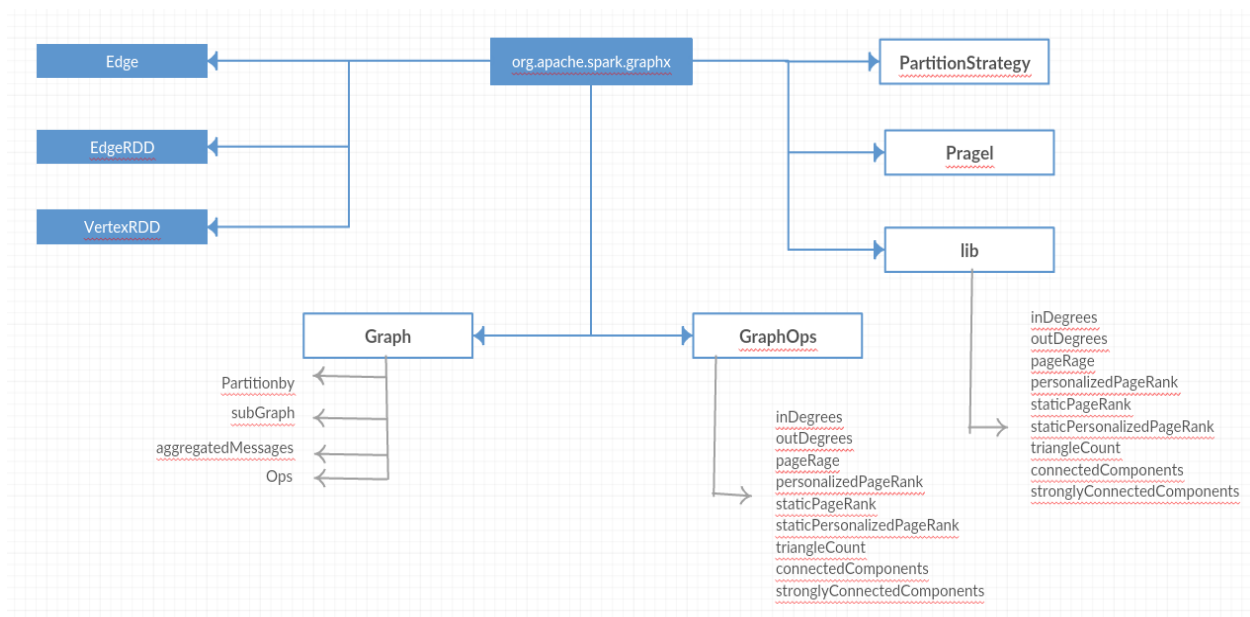 Edge
org.apache.spark.graphx
PartitionStrategy
EdgeRDD
Pragel
VertexRDD
lib
Graph
GraphOps
Partitionby
subGraph
aggregatedMessages
Ops
inDegrees
outDegrees
pageRage
personalizedPageRank
staticPageRank
staticPersonalizedPageRank
triangleCount
connectedComponents
stronglyConnectedComponents
inDegrees
outDegrees
pageRage
personalizedPageRank
staticPageRank
staticPersonalizedPageRank
triangleCount
connectedComponents
stronglyConnectedComponents